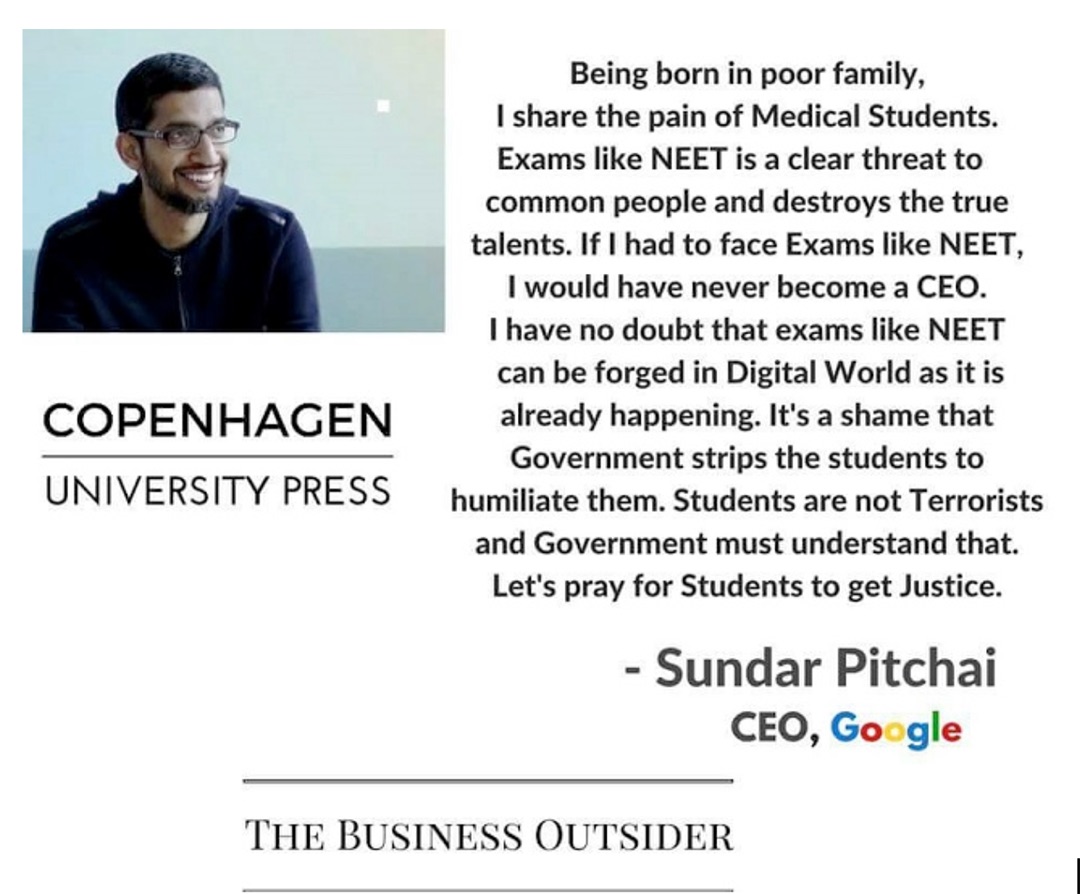 Being born in poor family,
I share the pain of Medical Students.
Exams like NEET is a clear threat to
common people and destroys the true
talents. If I had to face Exams like NEET,
I would have never become a CEO.
I have no doubt that exams like NEET
can be forged in Digital World as it is
already happening. It's a shame that
Government strips the students to
humiliate them. Students are not Terrorists
and Government must understand that.
Let's pray for Students to get Justice.
- Sundar Pitchai
CEO, Google
COPENHAGEN
UNIVERSITY PRESS
THE BUSINESS OUTSIDER